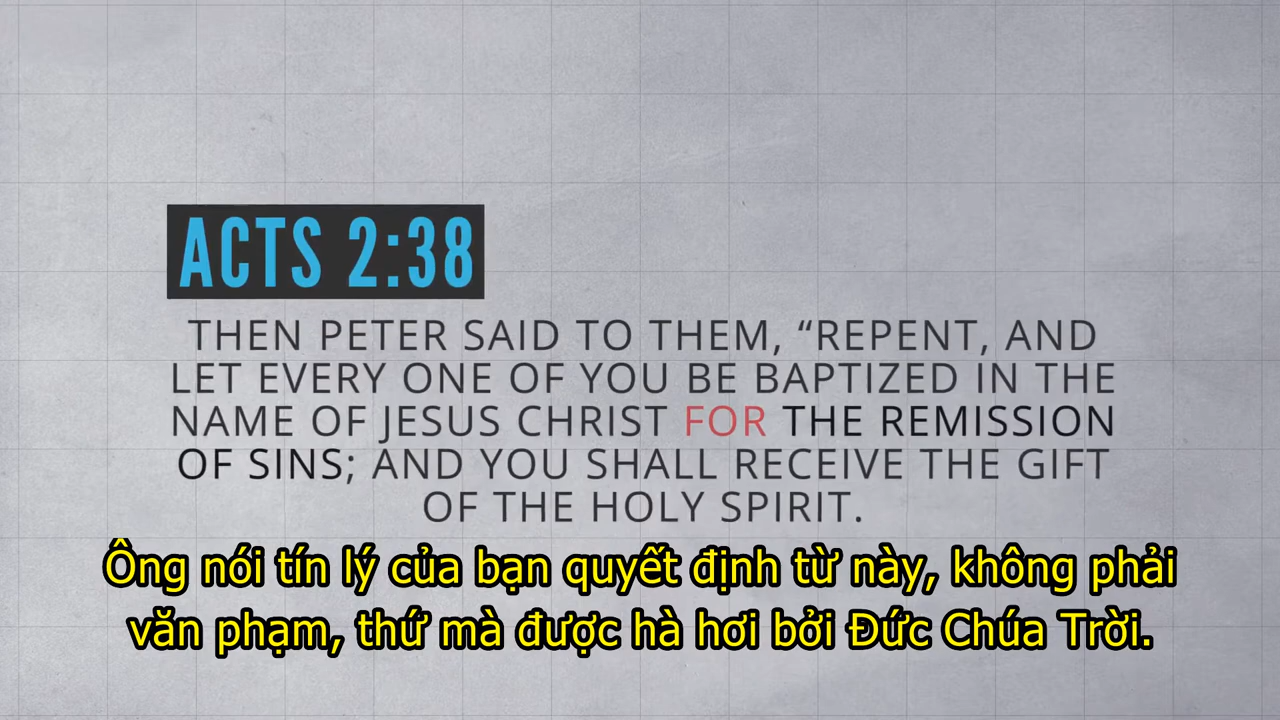 ACTS 2:38
THEN PETER SAID TO THEM, “REPENT, AND
LET EVERY ONE OF YOU BE BAPTIZED IN THE
NAME OF JESUS CHRIST FOR THE REMISSION
OF SINS; AND YOU SHALL RECEIVE THE GIFT
OF THE HOLY SPIRIT.
Ông nói tín lý của bạn quyết định từ này, không phải
văn phạm, thứ mà được hà hơi bởi Đức Chúa Trời.